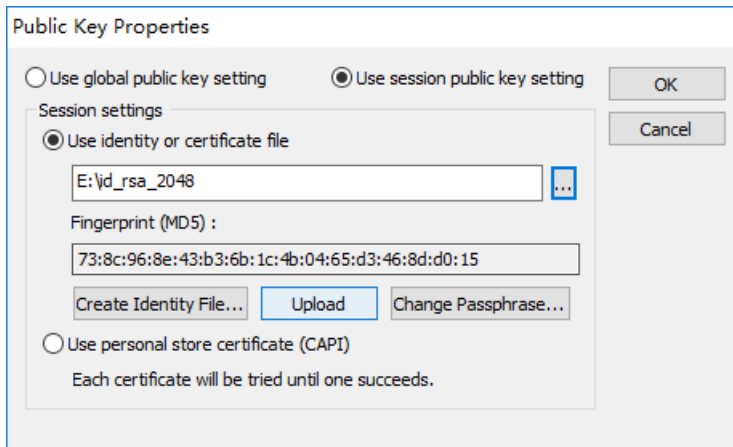 Public Key Properties
Use global public key setting
Use session public key setting
OK
Session settings
Cancel
Use identity or certificate file
E:\id_rsa_2048
...
Fingerprint (MD5) :
73:8c:96:8e:43:b3:6b:1c:4b:04:65:d3:46:8d:d0:15
Create Identity File...
Upload
Change Passphrase...
Use personal store certificate (CAPI)
Each certificate will be tried until one succeeds.